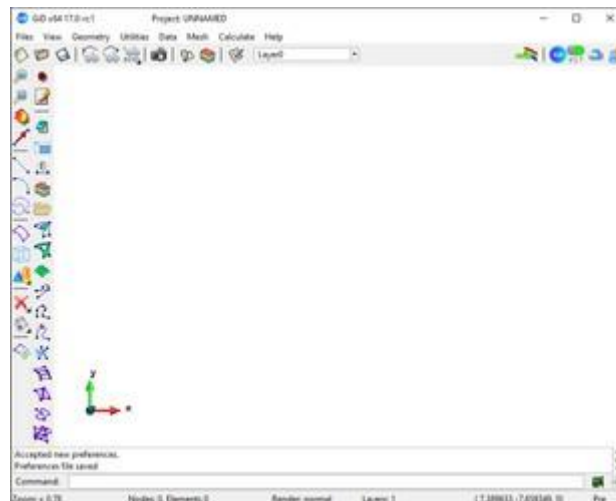 GiD x64 17.0.rc1 Project: UNNAMED
Files View Geometry Utilities Data Mesh Calculate Help
Layer0
y
x
Accepted new preferences.
Preferences file saved
Command:
Zoom: x 0.78 Nodes: 0, Elements: 0 Render: normal Layers: 1 Pre